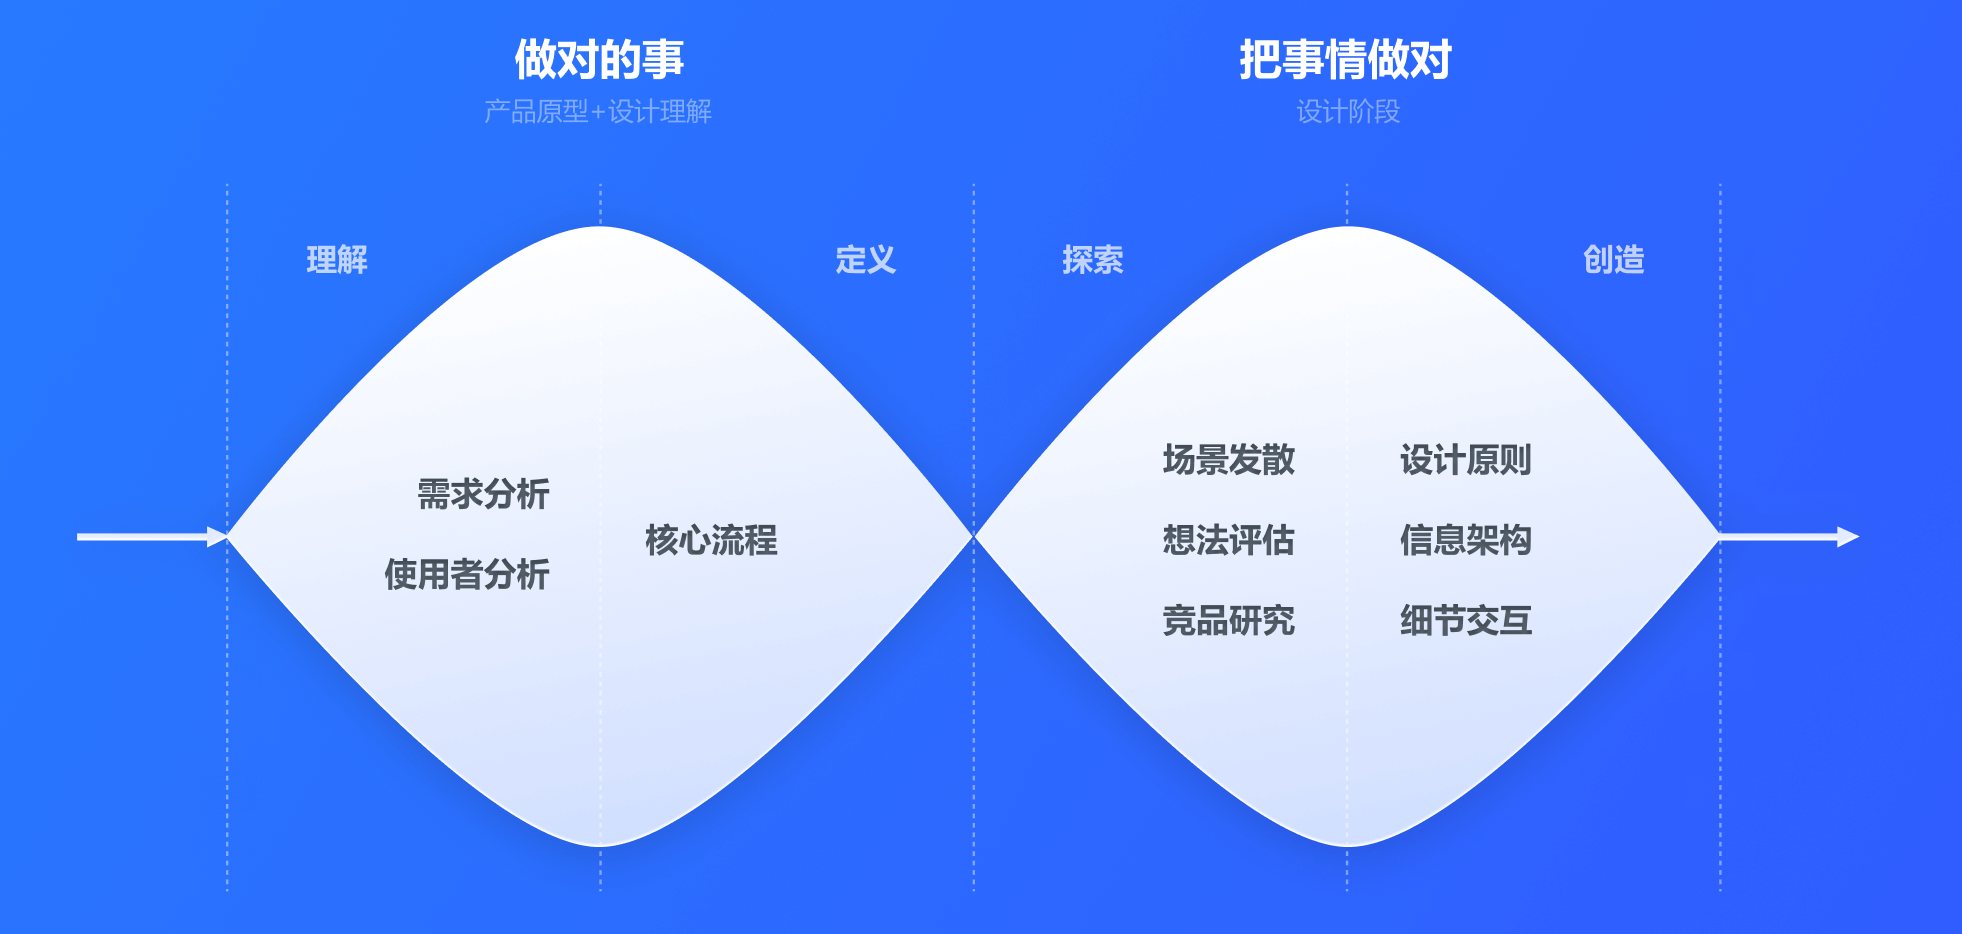 做对的事
产品原型+设计理解
把事情做对
设计阶段
理解
定义
探索
创造
需求分析
使用者分析
核心流程
场景发散
想法评估
竞品研究
设计原则
信息架构
细节交互